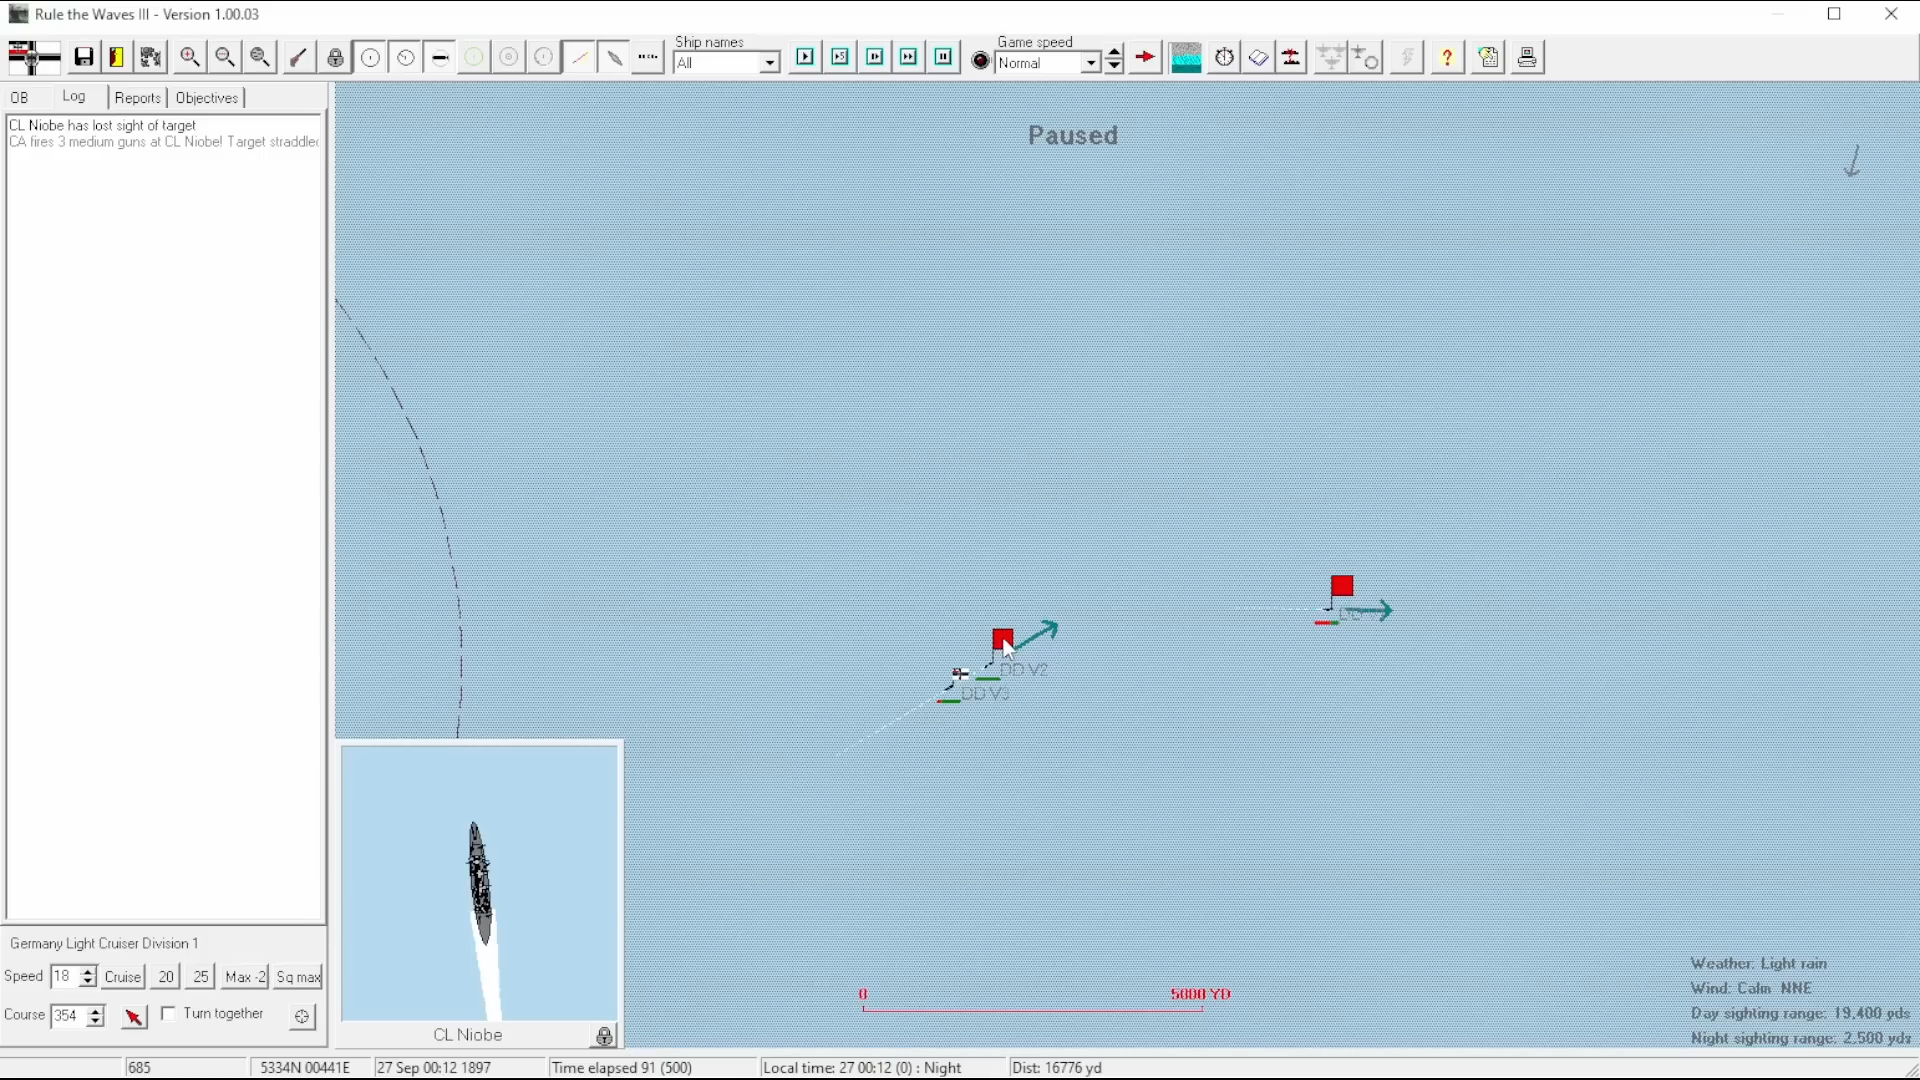 Rule the Waves III - Version 1.00.03
Ship names
All
Game speed
Normal
OB
Log
Reports
Objectives
CL Niobe has lost sight of target
CA fires 3 medium guns at CL Niobe! Target straddled
Paused
DD
DD V2
DD V3
Germany Light Cruiser Division 1
Speed 18 Cruise 20 25 Max -2 Sq max
Course 354 Turn together
CL Niobe
0 5000 YD
Weather: Light rain
Wind: Calm NNE
Day sighting range: 19,400 yds
Night sighting range: 2,500 yds
685
5334N 00441E
27 Sep 00:12 1897
Time elapsed 91 (500)
Local time: 27 00:12 (0) : Night
Dist: 16776 yd